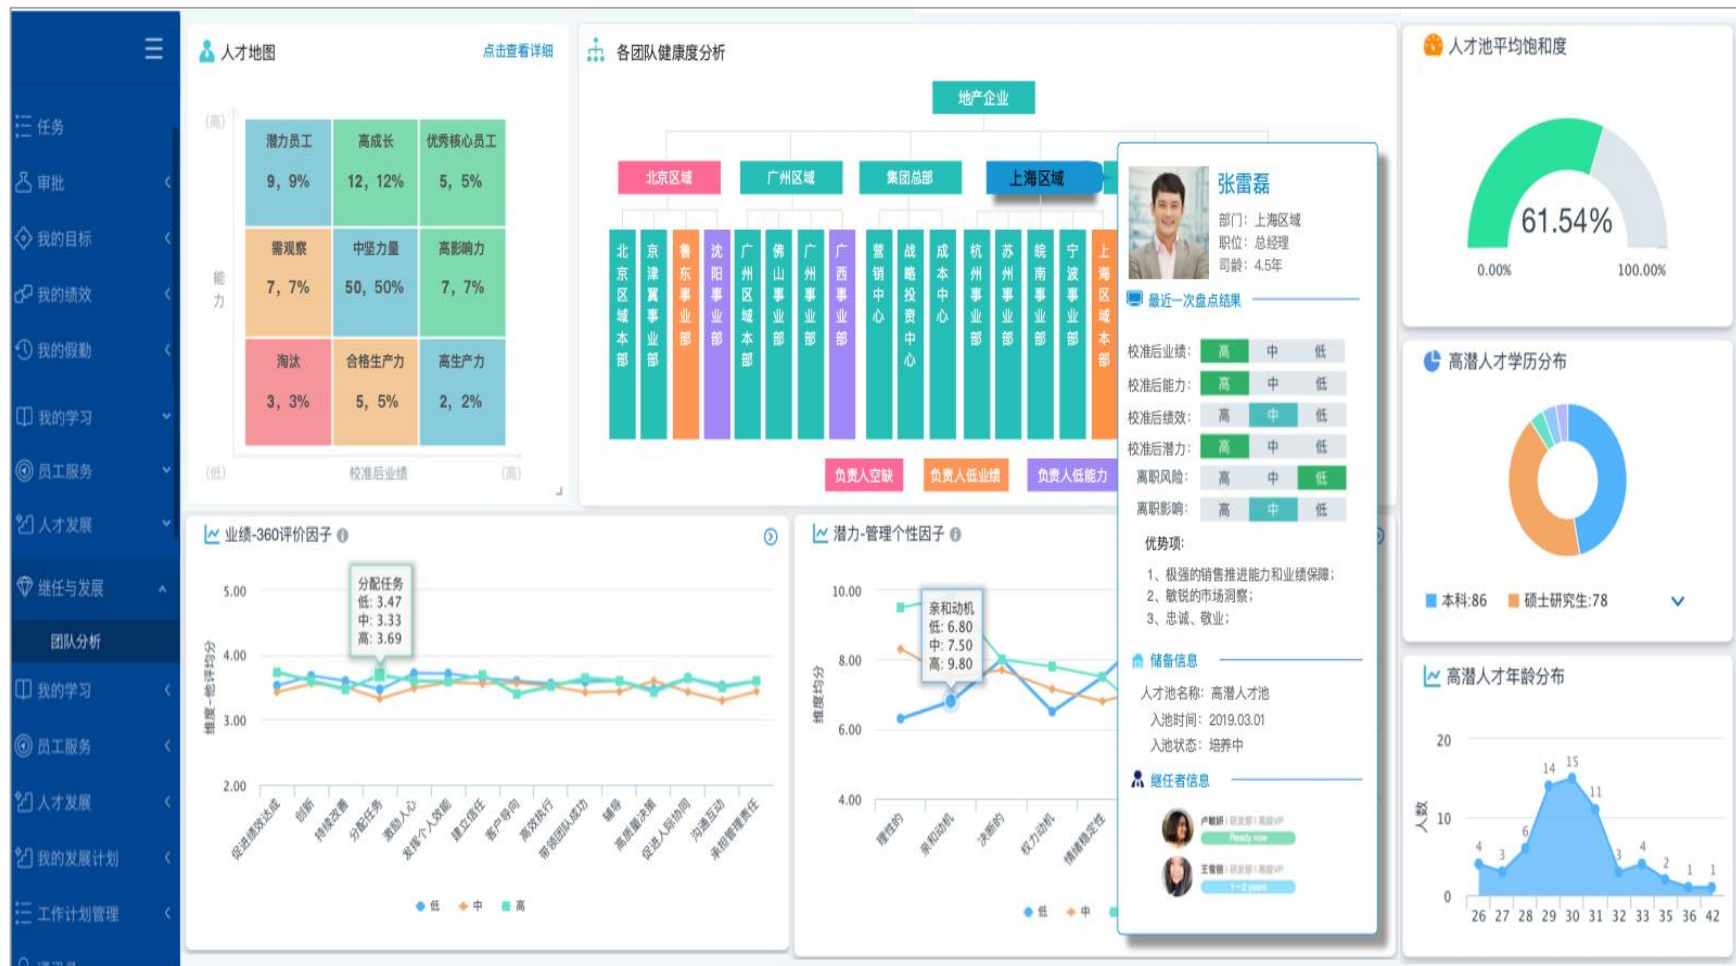 任务
审批
我的目标
我的绩效
我的假勤
我的学习
员工服务
人才发展
继任与发展
团队分析
我的学习
员工服务
人才发展
我的发展计划
工作计划管理
人才地图
点击查看详细
(高)
能力
潜力员工
9, 9%
高成长
12, 12%
优秀核心员工
5, 5%
需观察
7, 7%
中坚力量
50, 50%
高影响力
7, 7%
淘汰
3, 3%
合格生产力
5, 5%
高生产力
2, 2%
(低)
校准后业绩
(高)
各团队健康度分析
地产企业
北京区域
广州区域
集团总部
上海区域
北京区域本部
京津冀事业部
鲁东事业部
沈阳事业部
广州区域本部
佛山事业部
广州事业部
广西事业部
营销中心
战略投资中心
成本中心
杭州事业部
苏州事业部
皖南事业部
宁波事业部
上海区域本部
负责人空缺
负责人低业绩
负责人低能力
张雷磊
部门: 上海区域
职位: 总经理
司龄: 4.5年
最近一次盘点结果
校准后业绩: 高 中 低
校准后能力: 高 中 低
校准后绩效: 高 中 低
校准后潜力: 高 中 低
离职风险: 高 中 低
离职影响: 高 中 低
优势项:
1、极强的销售推进能力和业绩保障;
2、敏锐的市场洞察;
3、忠诚、敬业;
储备信息
人才池名称: 高潜人才池
入池时间: 2019.03.01
入池状态: 培养中
继任者信息
卢敏妍 | 研发部 | 高级VP
Ready now
王雪丽 | 研发部 | 高级VP
1-2 years
业绩-360评价因子
维度-他评均分
5.00
4.00
3.00
2.00
分配任务
低: 3.47
中: 3.33
高: 3.69
促进绩效达成
创新
持续改善
分配任务
激励人心
发挥个人效能
建立信任
客户导向
高效执行
带领团队成功
辅导
高质量决策
促进人际协同
沟通互动
承担管理责任
低 中 高
潜力-管理个性因子
维度均分
10.00
8.00
6.00
4.00
亲和动机
低: 6.80
中: 7.50
高: 9.80
理性的
亲和动机
决断的
权力动机
情绪稳定性
低 中
人才池平均饱和度
61.54%
0.00%
100.00%
高潜人才学历分布
本科:86
硕士研究生:78
高潜人才年龄分布
人数
20
10
0
4 3 6 14 15 11 3 4 2 1 1
26 27 28 29 30 31 32 33 35 36 42